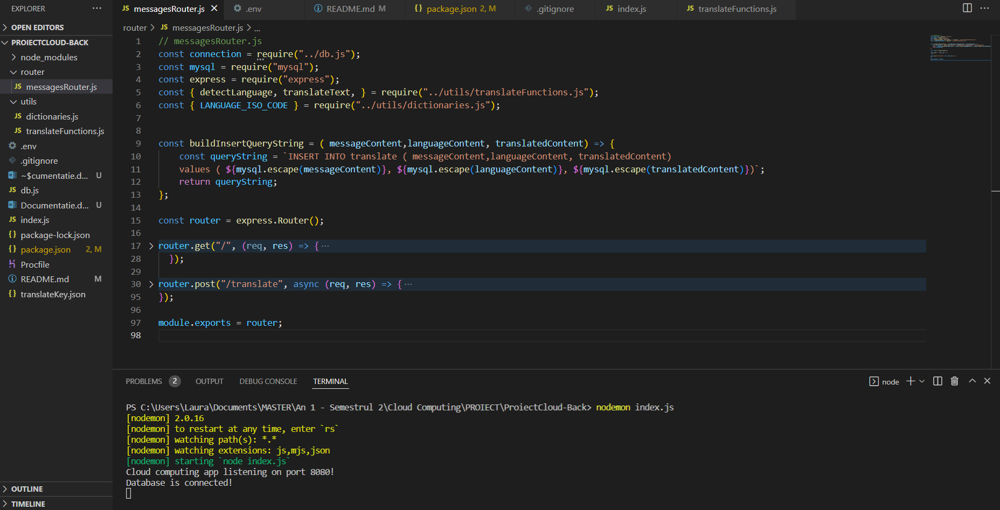 EXPLORER
OPEN EDITORS
PROIECTCLOUD-BACK
node_modules
router
JS messagesRouter.js
utils
JS dictionaries.js
JS translateFunctions.js
.env
.gitignore
~$cumentatie.d... U
JS db.js
Documentatie.d... U
JS index.js
{} package-lock.json
{} package.json 2, M
Procfile
README.md M
{} translateKey.json
OUTLINE
TIMELINE
JS messagesRouter.js .env README.md M {} package.json 2, M .gitignore JS index.js JS translateFunctions.js
router > JS messagesRouter.js > ...
1 // messagesRouter.js
2 const connection = require("../db.js");
3 const mysql = require("mysql");
4 const express = require("express");
5 const { detectLanguage, translateText, } = require("../utils/translateFunctions.js");
6 const { LANGUAGE_ISO_CODE } = require("../utils/dictionaries.js");
7
8
9 const buildInsertQueryString = ( messageContent,languageContent, translatedContent) => {
10 const queryString = `INSERT INTO translate ( messageContent,languageContent, translatedContent)
11 values ( ${mysql.escape(messageContent)}, ${mysql.escape(languageContent)}, ${mysql.escape(translatedContent)})`;
12 return queryString;
13 };
14
15 const router = express.Router();
16
17 router.get("/", (req, res) => { ...
28 });
29
30 router.post("/translate", async (req, res) => { ...
95 });
96
97 module.exports = router;
98
PROBLEMS 2 OUTPUT DEBUG CONSOLE TERMINAL node
PS C:\Users\Laura\Documents\MASTER\An 1 - Semestrul 2\Cloud Computing\PROIECT\ProiectCloud-Back> nodemon index.js
[nodemon] 2.0.16
[nodemon] to restart at any time, enter `rs`
[nodemon] watching path(s): *.*
[nodemon] watching extensions: js,mjs,json
[nodemon] starting `node index.js`
Cloud computing app listening on port 8080!
Database is connected!